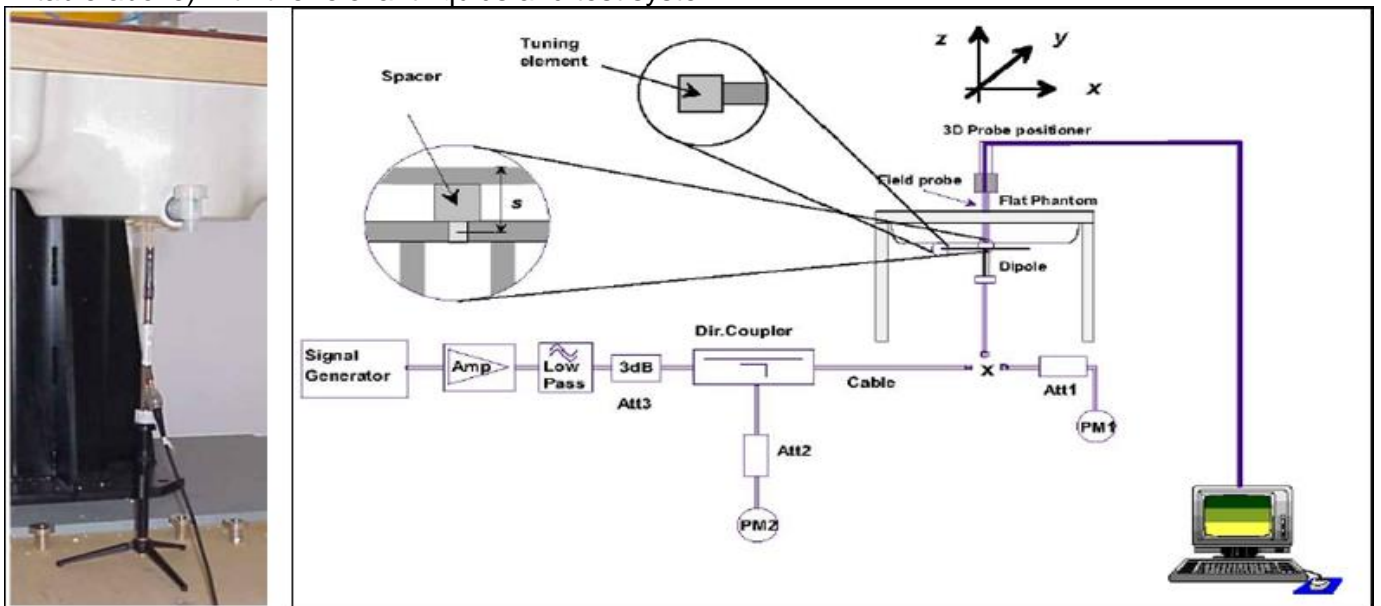 Tuning
element
Spacer
s
z
y
x
3D Probe positioner
Field probe
Flat Phantom
Dipole
Dir.Coupler
Signal
Generator
Amp
Low
Pass
3dB
Att3
Cable
X
Att1
PM1
Att2
PM2